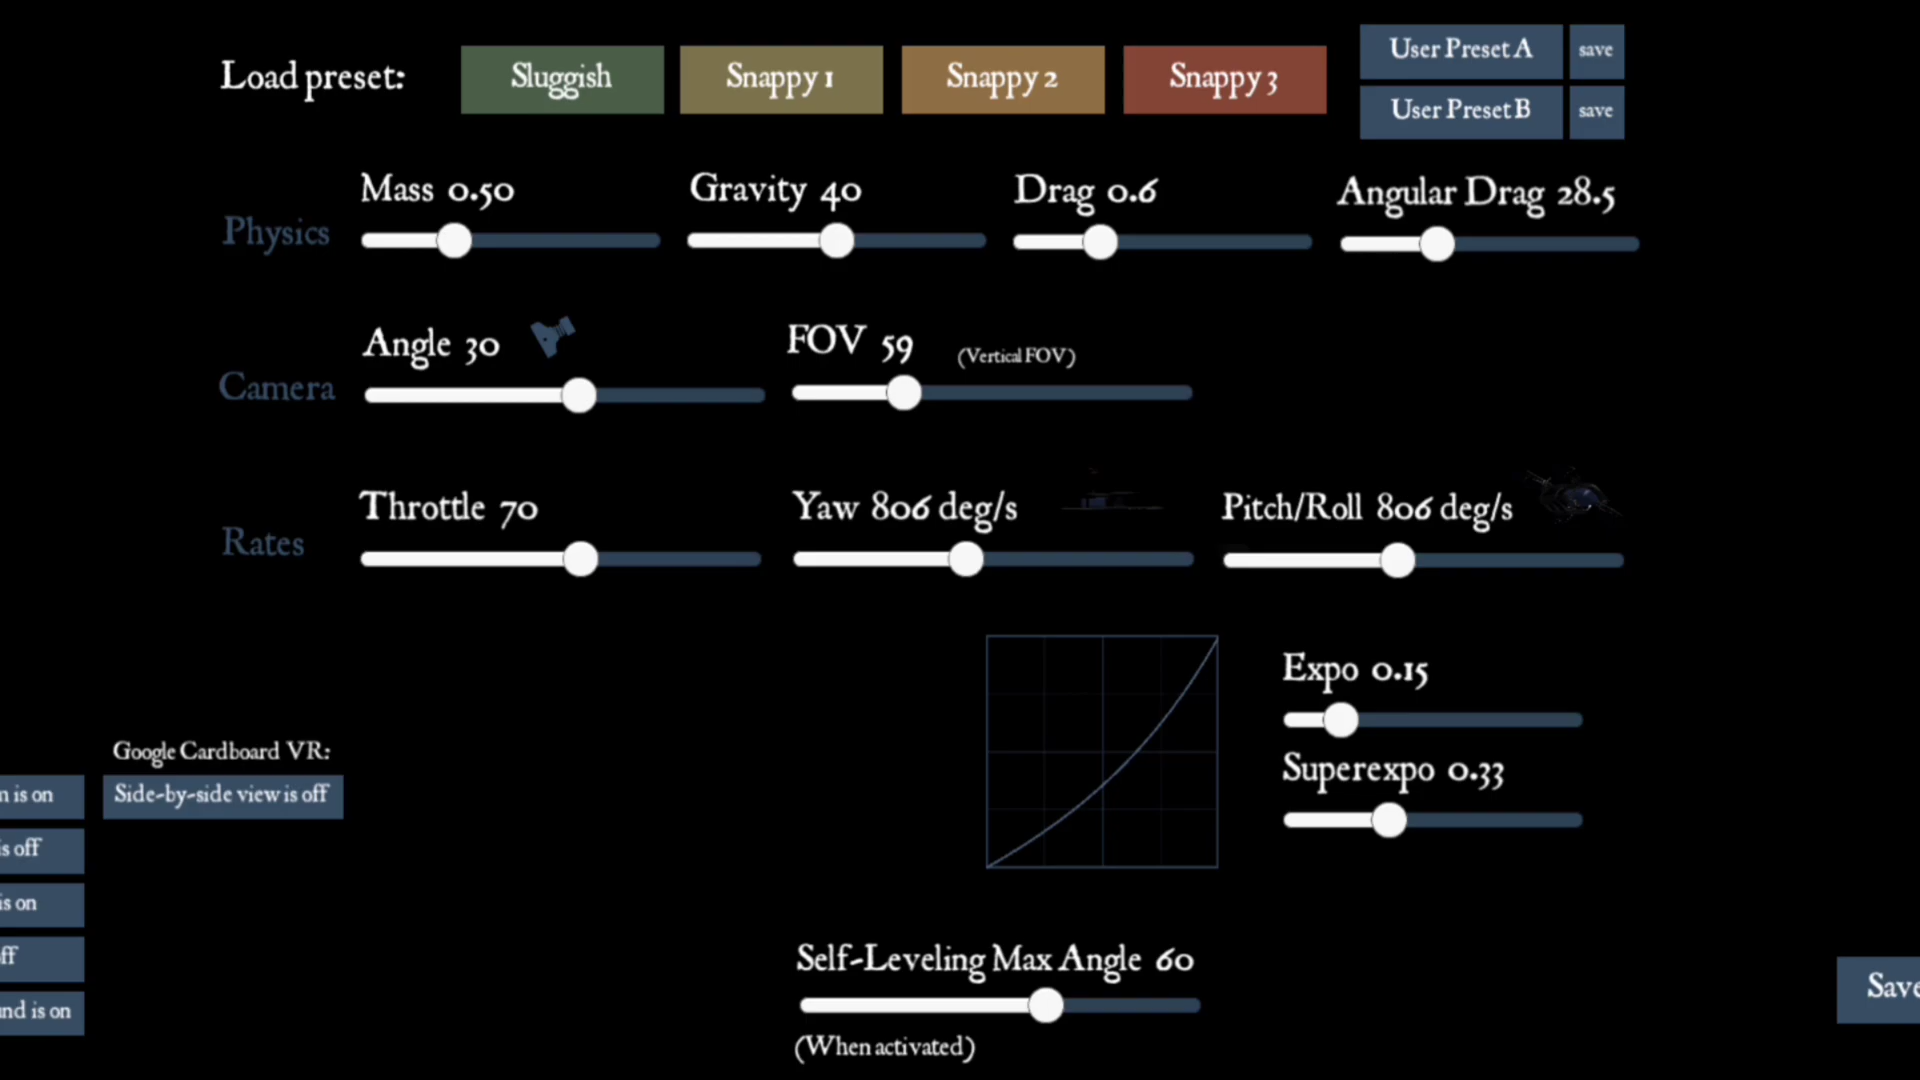 Load preset:
Sluggish
Snappy 1
Snappy 2
Snappy 3
User Preset A
save
User Preset B
save
Physics
Mass 0.50
Gravity 40
Drag 0.6
Angular Drag 28.5
Camera
Angle 30
FOV 59
(Vertical FOV)
Rates
Throttle 70
Yaw 806 deg/s
Pitch/Roll 806 deg/s
Expo 0.15
Superexpo 0.33
Google Cardboard VR:
Side-by-side view is off
is on
is off
is on
is on
Self-Leveling Max Angle 60
(When activated)
Save